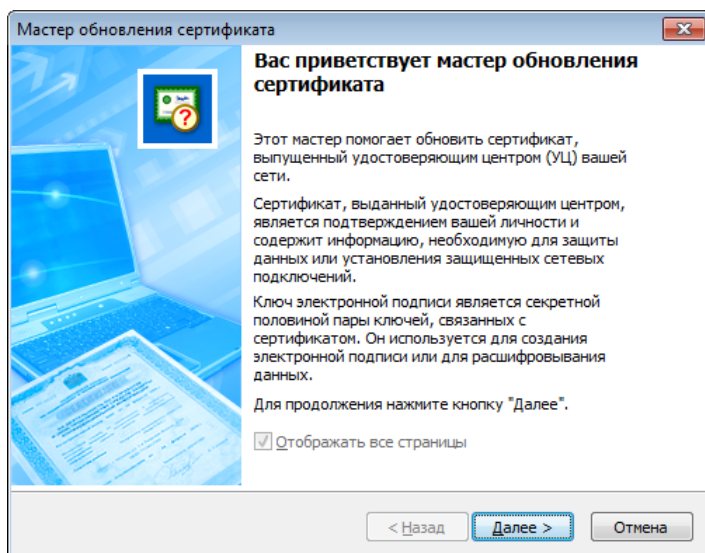 Мастер обновления сертификата
Вас приветствует мастер обновления
сертификата
Этот мастер помогает обновить сертификат,
выпущенный удостоверяющим центром (УЦ) вашей
сети.
Сертификат, выданный удостоверяющим центром,
является подтверждением вашей личности и
содержит информацию, необходимую для защиты
данных или установления защищенных сетевых
подключений.
Ключ электронной подписи является секретной
половиной пары ключей, связанных с
сертификатом. Он используется для создания
электронной подписи или для расшифровывания
данных.
Для продолжения нажмите кнопку "Далее".
Отображать все страницы
< Назад Далее > Отмена